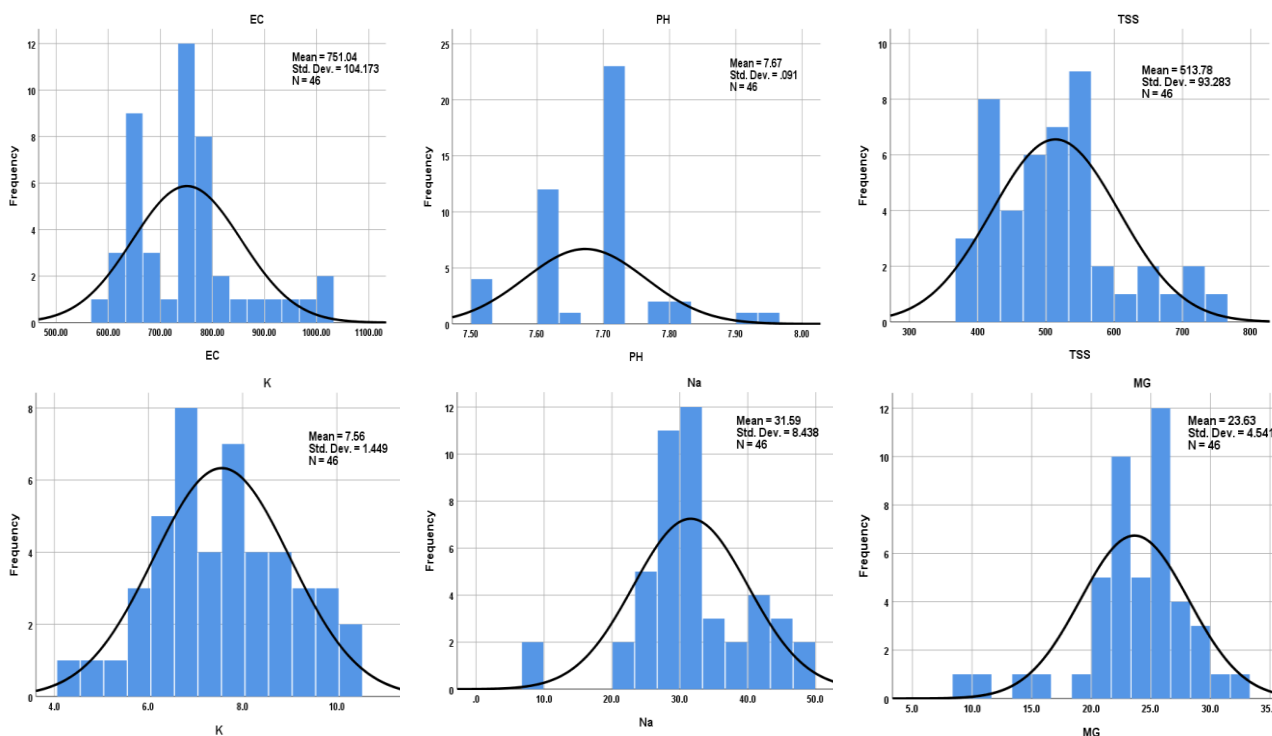 EC
Mean = 751.04
Std. Dev. = 104.173
N = 46
Frequency
12
10
8
6
4
2
0
500.00 600.00 700.00 800.00 900.00 1000.00 1100.00
EC
PH
Mean = 7.67
Std. Dev. = .091
N = 46
Frequency
25
20
15
10
5
0
7.50 7.60 7.70 7.80 7.90 8.00
PH
TSS
Mean = 513.78
Std. Dev. = 93.283
N = 46
Frequency
10
8
6
4
2
0
300 400 500 600 700 800
TSS
K
Mean = 7.56
Std. Dev. = 1.449
N = 46
Frequency
8
6
4
2
0
4.0 6.0 8.0 10.0
K
Na
Mean = 31.59
Std. Dev. = 8.438
N = 46
Frequency
12
10
8
6
4
2
0
.0 10.0 20.0 30.0 40.0 50.0
Na
MG
Mean = 23.63
Std. Dev. = 4.541
N = 46
Frequency
12
10
8
6
4
2
0
5.0 10.0 15.0 20.0 25.0 30.0 35.
MG